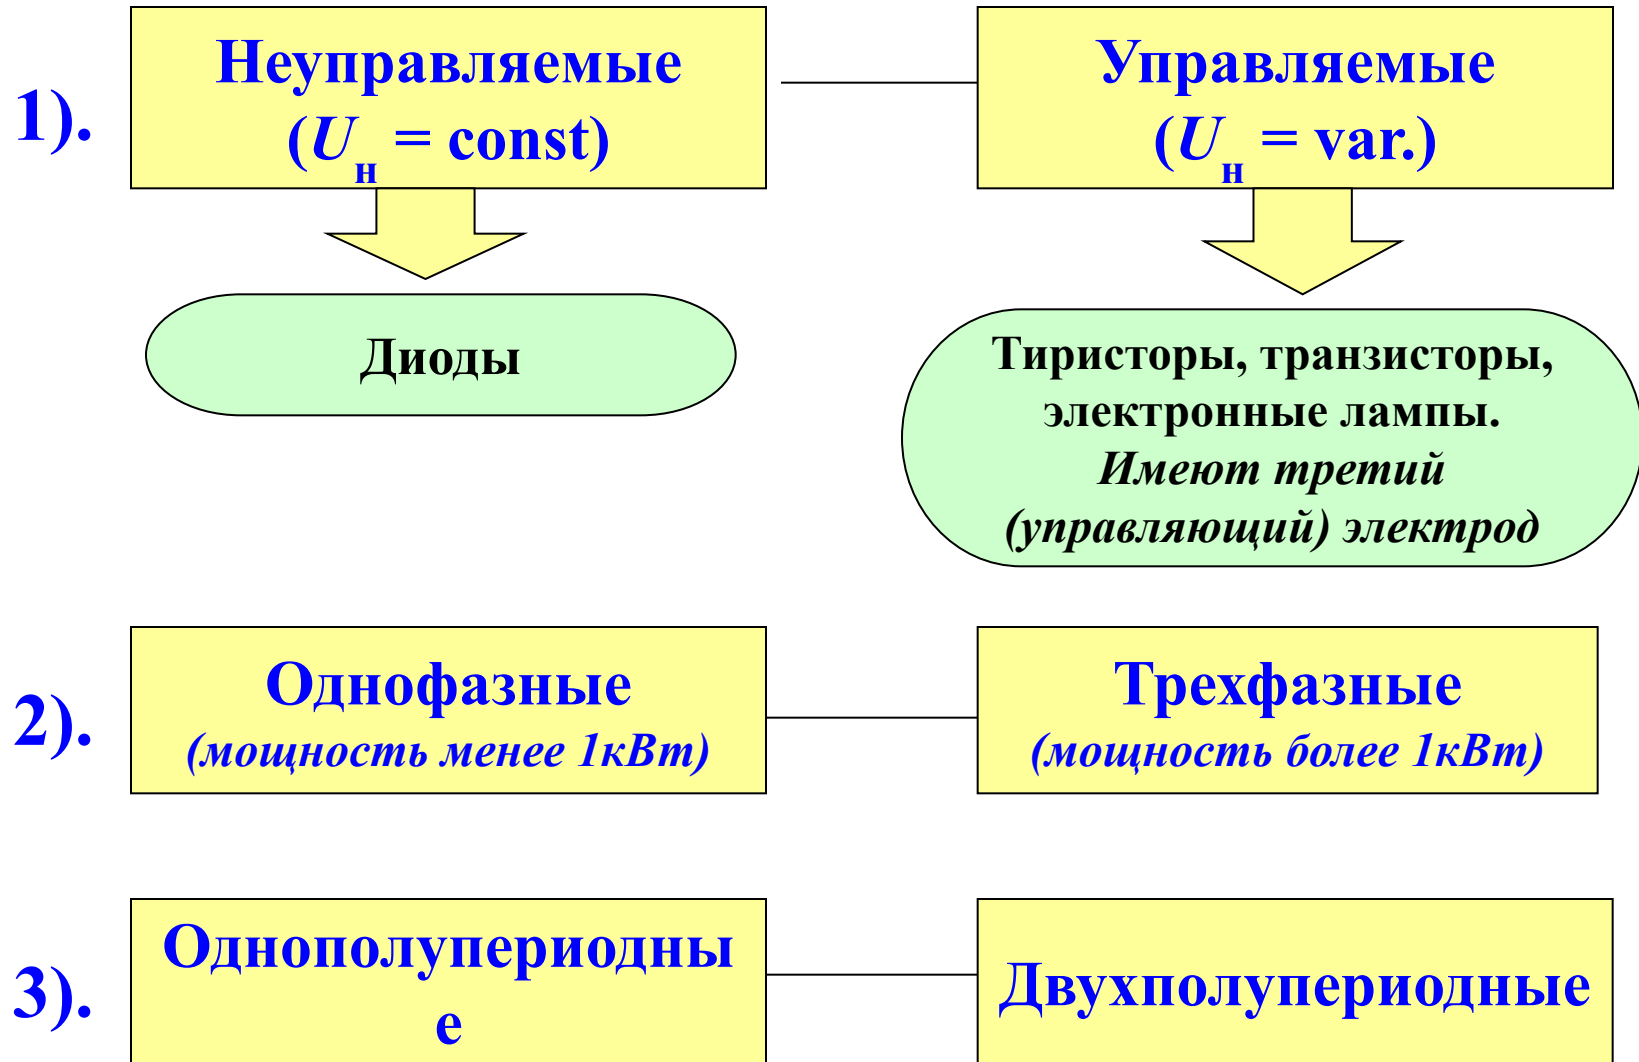 1).
Неуправляемые
(Uн = const)
Управляемые
(Uн = var.)
Диоды
Тиристоры, транзисторы,
электронные лампы.
Имеют третий
(управляющий) электрод
2).
Однофазные
(мощность менее 1кВт)
Трехфазные
(мощность более 1кВт)
3).
Однополупериодны
е
Двухполупериодные